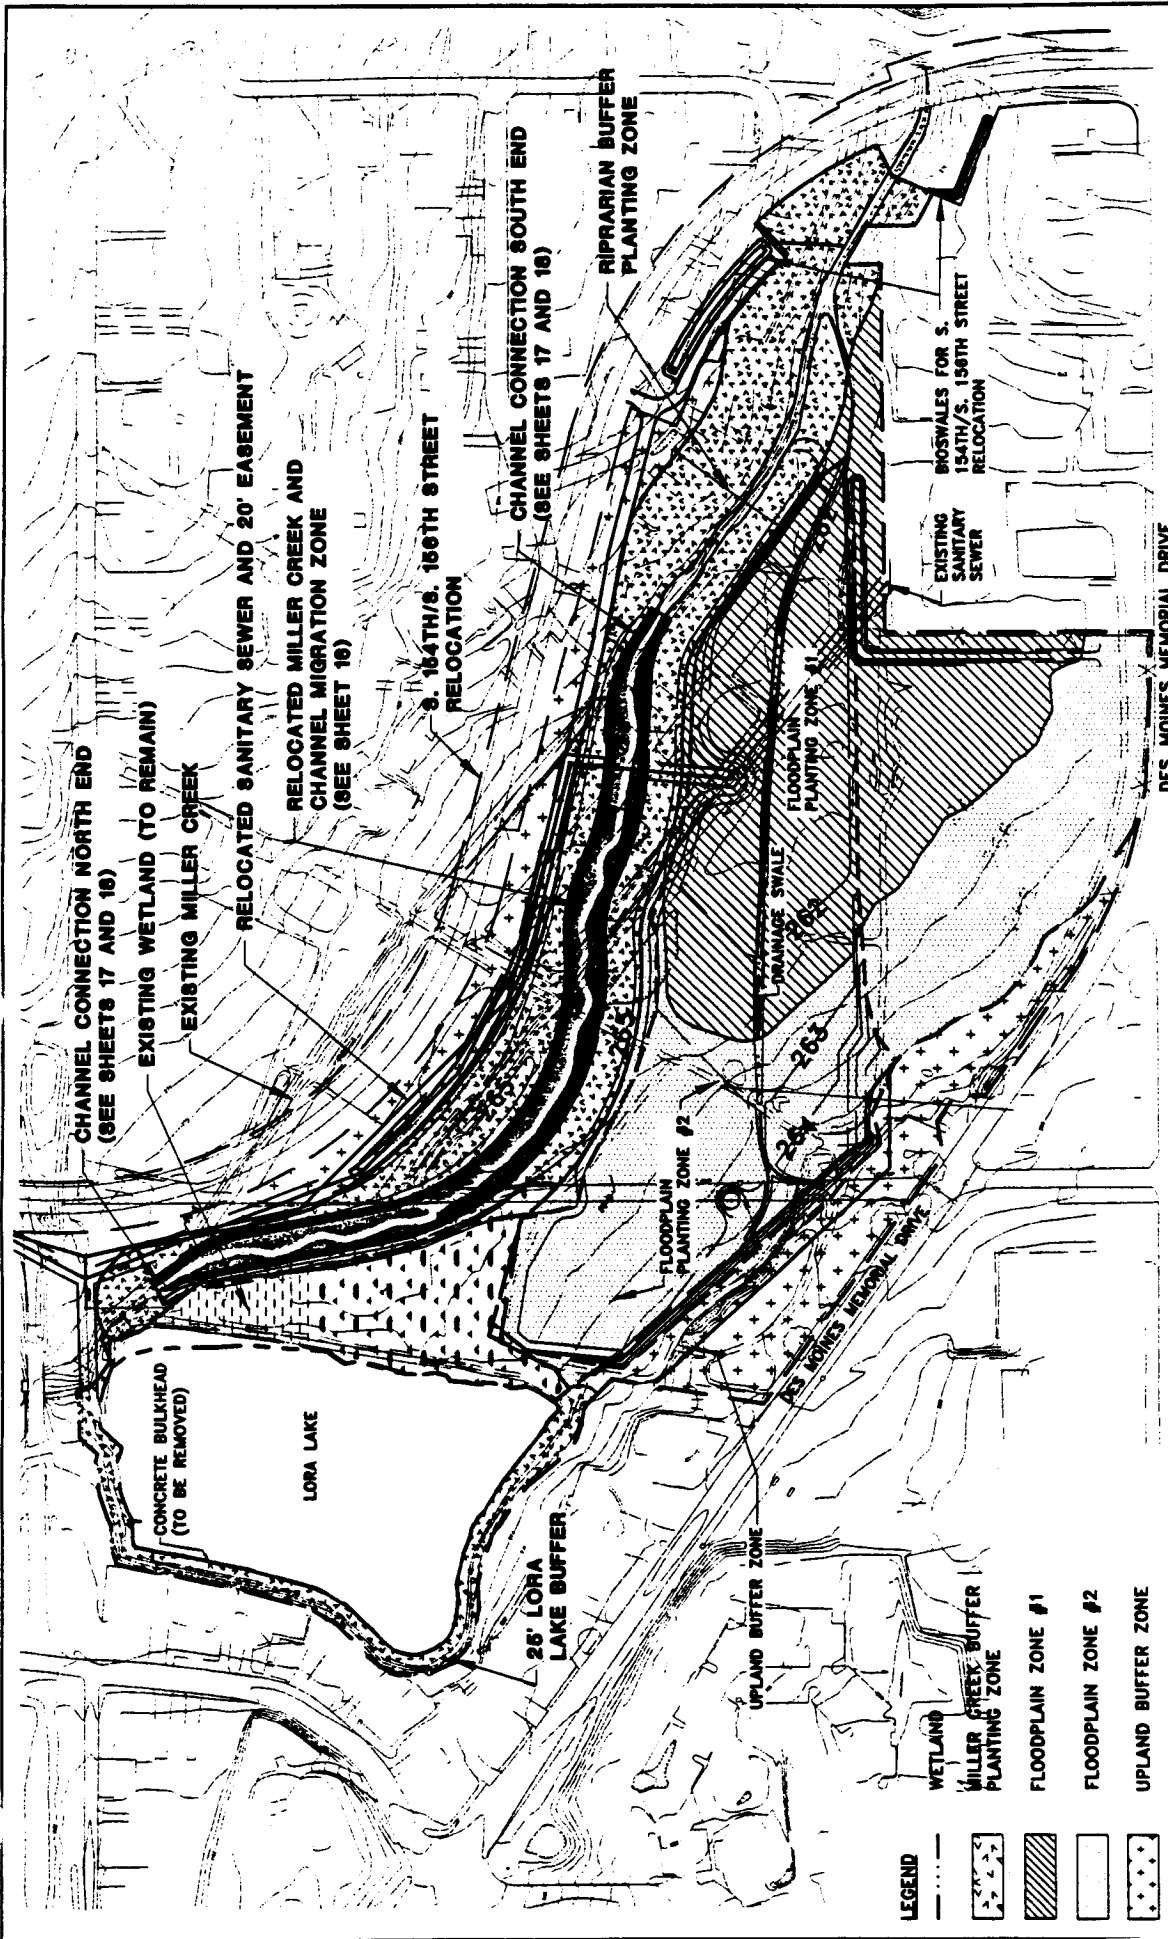 CHANNEL CONNECTION NORTH END
(SEE SHEETS 17 AND 18)
EXISTING WETLAND (TO REMAIN)
EXISTING MILLER CREEK
RELOCATED SANITARY SEWER AND 20' EASEMENT
RELOCATED MILLER CREEK AND
CHANNEL MIGRATION ZONE
(SEE SHEET 16)
S. 154TH/S. 156TH STREET
RELOCATION
CHANNEL CONNECTION SOUTH END
(SEE SHEETS 17 AND 18)
RIPRARIAN BUFFER
PLANTING ZONE
CONCRETE BULKHEAD
(TO BE REMOVED)
LORA LAKE
25' LORA
LAKE BUFFER
265
265
FLOODPLAIN
PLANTING ZONE #2
264
263
262
DRAINAGE SWALE
FLOODPLAIN
PLANTING ZONE #1
262
BIOSWALES FOR S.
154TH/S. 156TH STREET
RELOCATION
EXISTING
SANITARY
SEWER
UPLAND BUFFER ZONE
DES MOINES MEMORIAL DRIVE
DES MOINES MEMORIAL DRIVE
LEGEND
WETLAND
MILLER CREEK BUFFER
PLANTING ZONE
FLOODPLAIN ZONE #1
FLOODPLAIN ZONE #2
UPLAND BUFFER ZONE